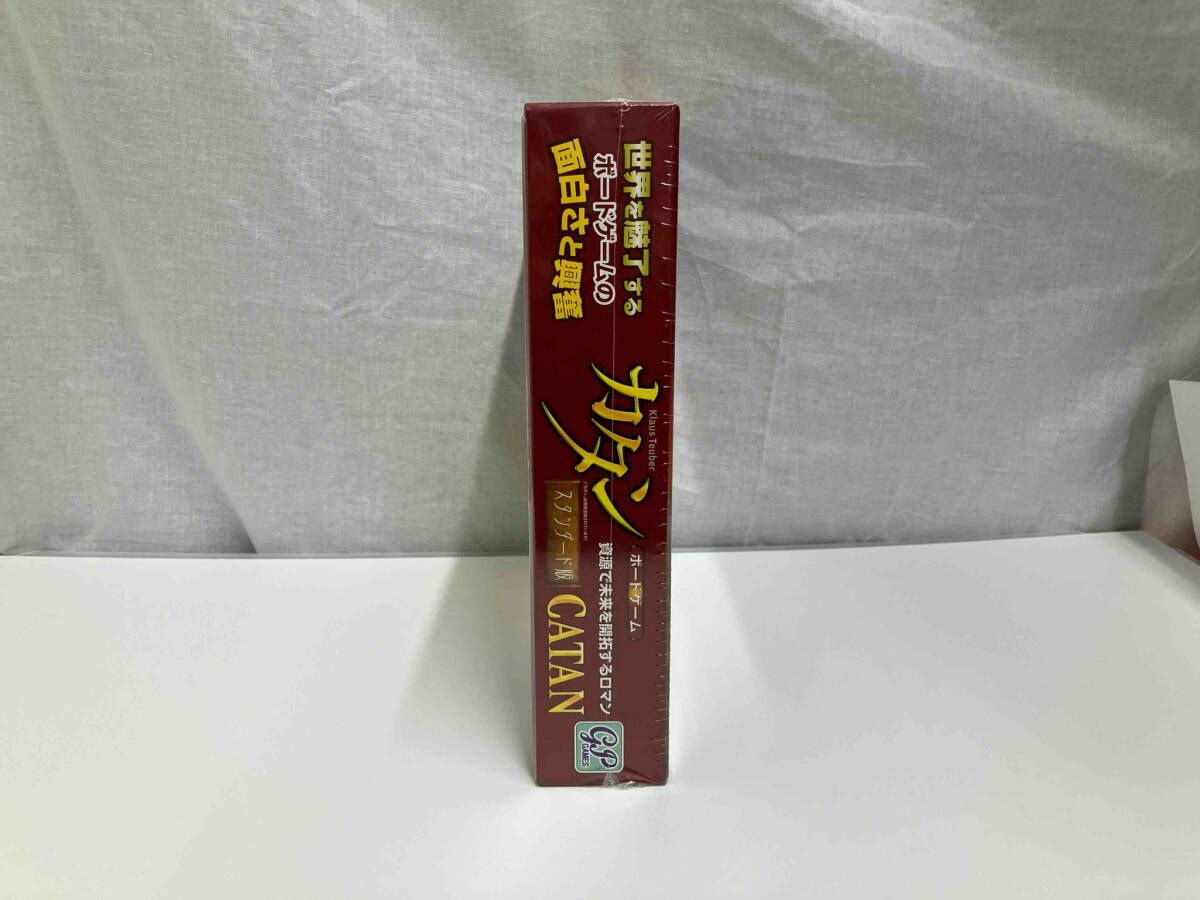 世界を魅了する
ボードゲームの
面白さと興奮
Klaus Teuber
カタン
スタンダード版
CATAN
ボードゲーム
資源で未来を開拓するロマン
GP
GAMES